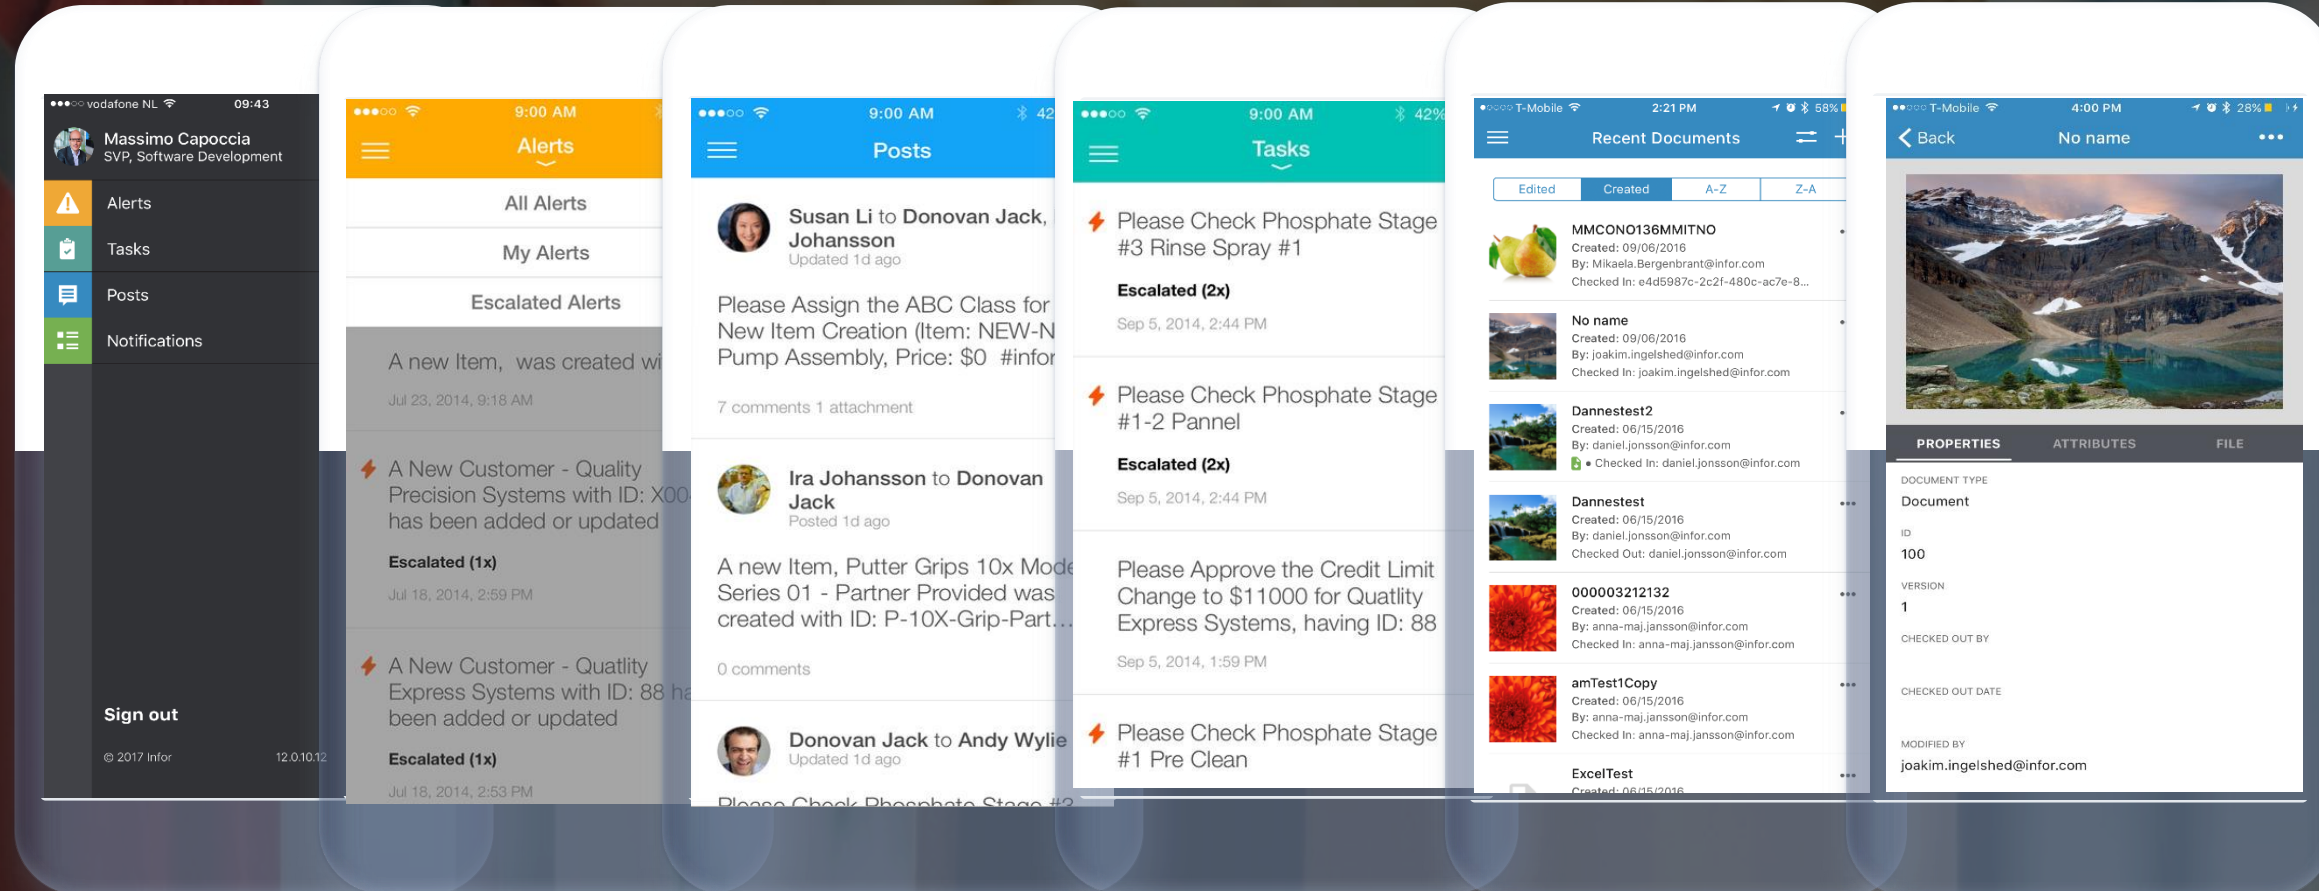 vodafone NL 09:43
Massimo Capoccia
SVP, Software Development
Alerts
Tasks
Posts
Notifications
Sign out
© 2017 Infor 12.0.10.12
9:00 AM
Alerts
All Alerts
My Alerts
Escalated Alerts
A new Item, was created
Jul 23, 2014, 9:18 AM
A New Customer - Quality
Precision Systems with ID:
has been added or updated
Escalated (1x)
Jul 18, 2014, 2:59 PM
A New Customer - Quatlity
Express Systems with ID: 88
been added or updated
Escalated (1x)
Jul 18, 2014, 2:53 PM
9:00 AM 42
Posts
Susan Li to Donovan Jack,
Johansson
Updated 1d ago
Please Assign the ABC Class for
New Item Creation (Item: NEW-N
Pump Assembly, Price: $0 #infor
7 comments 1 attachment
Ira Johansson to Donovan
Jack
Posted 1d ago
A new Item, Putter Grips 10x Mode
Series 01 - Partner Provided was
created with ID: P-10X-Grip-Part...
0 comments
Donovan Jack to Andy Wylie
Updated 1d ago
Please Check Phosphate Stage #3
9:00 AM 42%
Tasks
Please Check Phosphate Stage
#3 Rinse Spray #1
Escalated (2x)
Sep 5, 2014, 2:44 PM
Please Check Phosphate Stage
#1-2 Pannel
Escalated (2x)
Sep 5, 2014, 2:44 PM
Please Approve the Credit Limit
Change to $11000 for Quatlity
Express Systems, having ID: 88
Sep 5, 2014, 1:59 PM
Please Check Phosphate Stage
#1 Pre Clean
T-Mobile 2:21 PM 58%
Recent Documents
Edited Created A-Z Z-A
MMCONO136MMITNO
Created: 09/06/2016
By: Mikaela.Bergenbrant@infor.com
Checked In: e4d5987c-2c2f-480c-ac7e-8...
No name
Created: 09/06/2016
By: joakim.ingelshed@infor.com
Checked In: joakim.ingelshed@infor.com
Dannestest2
Created: 06/15/2016
By: daniel.jonsson@infor.com
• Checked In: daniel.jonsson@infor.com
Dannestest
Created: 06/15/2016
By: daniel.jonsson@infor.com
Checked Out: daniel.jonsson@infor.com
000003212132
Created: 06/15/2016
By: anna-maj.jansson@infor.com
Checked In: anna-maj.jansson@infor.com
amTest1Copy
Created: 06/15/2016
By: anna-maj.jansson@infor.com
Checked In: anna-maj.jansson@infor.com
ExcelTest
Created: 06/15/2016
T-Mobile 4:00 PM 28%
Back No name
PROPERTIES ATTRIBUTES FILE
DOCUMENT TYPE
Document
ID
100
VERSION
1
CHECKED OUT BY
CHECKED OUT DATE
MODIFIED BY
joakim.ingelshed@infor.com